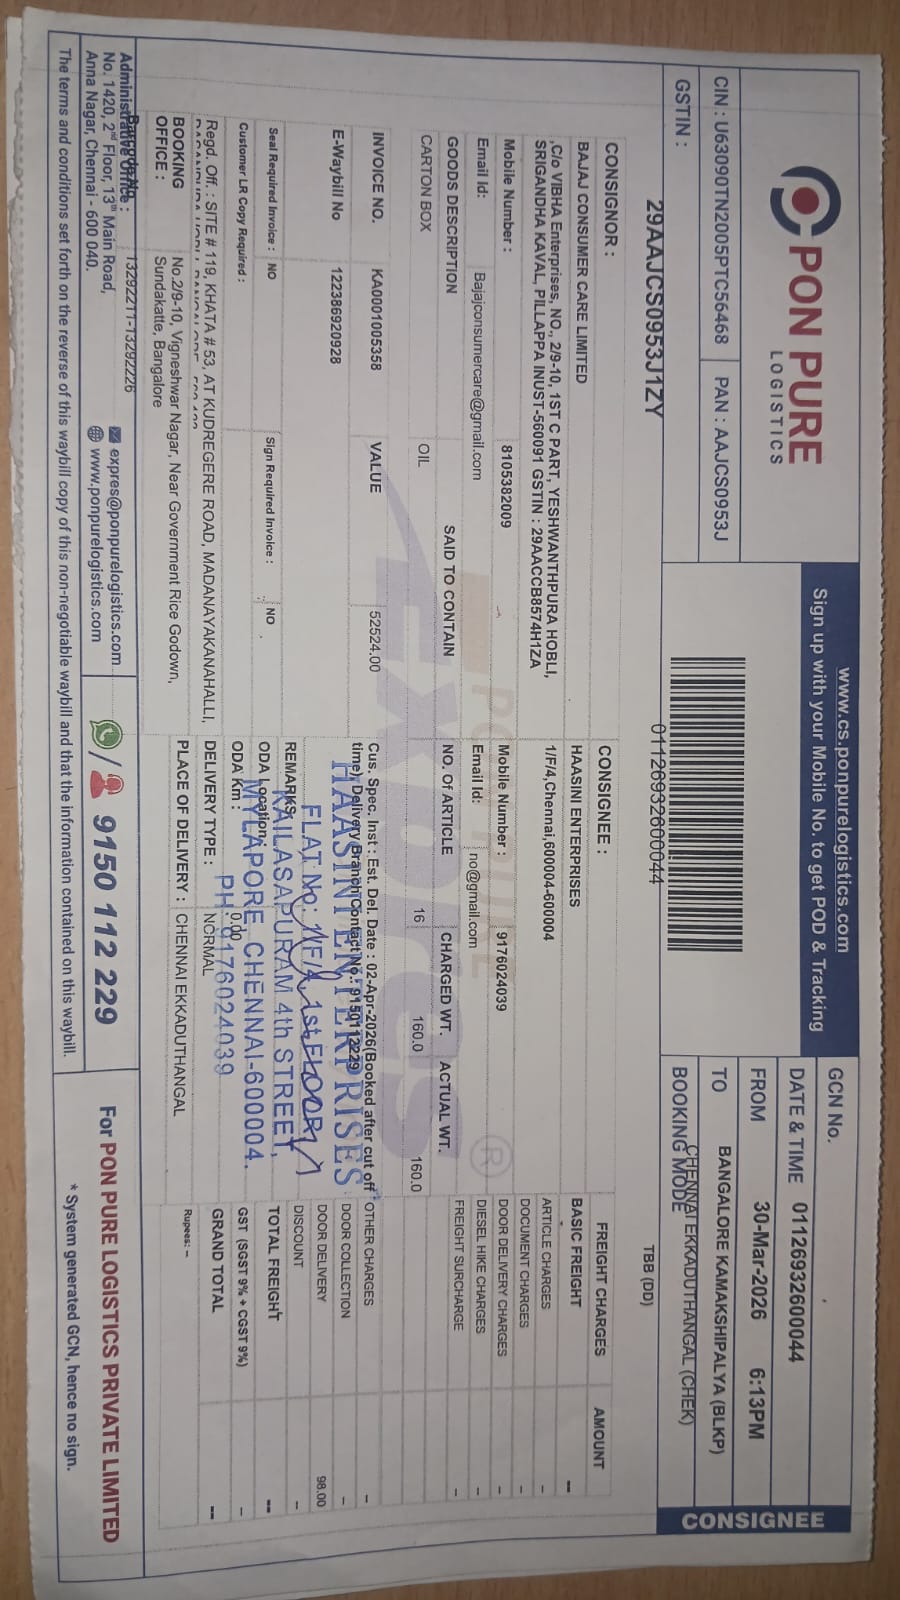 PON PURE
LOGISTICS
www.cs.ponpurelogistics.com
Sign up with your Mobile No. to get POD & Tracking
CIN : U63090TN2005PTC56468
PAN : AAJCS0953J
GSTIN :
29AAJCS0953J1ZY
011269326000044
GCN No.
DATE & TIME 011269326000044
FROM 30-Mar-2026 6:13PM
TO BANGALORE KAMAKSHIPALYA (BLKP)
CHENNAI EKKADUTHANGAL (CHEK)
BOOKING MODE
TBB (DD)
CONSIGNEE
CONSIGNOR :
BAJAJ CONSUMER CARE LIMITED
,C/o VIBHA Enterprises, NO., 2/9-10, 1ST C PART, YESHWANTHPURA HOBLI,
SRIGANDHA KAVAL, PILLAPPA INUST-560091 GSTIN : 29AACCB8574H1ZA
Mobile Number : 8105382009
Email Id: Bajajconsumercare@gmail.com
CONSIGNEE :
HAASINI ENTERPRISES
1/F/4,Chennai,600004-600004
Mobile Number : 9176024039
Email Id: no@gmail.com
GOODS DESCRIPTION SAID TO CONTAIN NO. Of ARTICLE CHARGED WT. ACTUAL WT.
CARTON BOX OIL 16 160.0 160.0
INVOICE NO. KA0001005358 VALUE 52524.00
E-Waybill No 122386920928
Seal Required Invoice : NO Sign Required Invoice : NO
Customer LR Copy Required :
Regd. Off. : SITE # 119, KHATA # 53, AT KUDREGERE ROAD, MADANAYAKANAHALLI,
BOOKING OFFICE : No.2/9-10, Vigneshwar Nagar, Near Government Rice Godown,
Sundakatte, Bangalore
Cus. Spec. Inst : Est. Del. Date : 02-Apr-2026(Booked after cut off
time), Delivery Branch Contact No.: 9150112229
REMARKS
ODA Location :
ODA Km : 0.00
DELIVERY TYPE : NORMAL
PLACE OF DELIVERY : CHENNAI EKKADUTHANGAL
HAASINI ENTERPRISES
FLAT No: 1/F/4, 1st FLOOR
KAILASAPURAM 4th STREET,
MYLAPORE, CHENNAI-600004.
PH: 9176024039
FREIGHT CHARGES AMOUNT
BASIC FREIGHT --
ARTICLE CHARGES -
DOCUMENT CHARGES -
DOOR DELIVERY CHARGES -
DIESEL HIKE CHARGES -
FREIGHT SURCHARGE -
OTHER CHARGES -
DOOR COLLECTION -
DOOR DELIVERY 98.00
DISCOUNT -
TOTAL FREIGHT --
GST (SGST 9% + CGST 9%) -
GRAND TOTAL --
Rupees: --
Barcode No 13292211-13292226
Administrative Office :
No. 1420, 2nd Floor, 13th Main Road,
Anna Nagar, Chennai - 600 040.
expres@ponpurelogistics.com
www.ponpurelogistics.com
9150 112 229
For PON PURE LOGISTICS PRIVATE LIMITED
* System generated GCN, hence no sign.
The terms and conditions set forth on the reverse of this waybill copy of this non-negotiable waybill and that the information contained on this waybill.